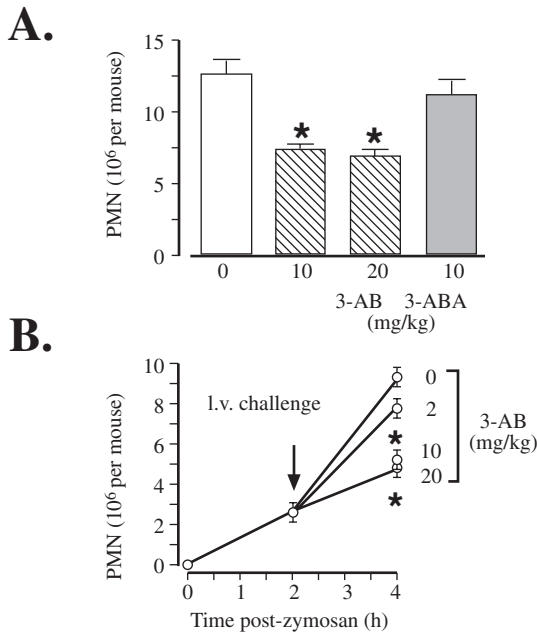 A.
15
10
5
0
PMN (10⁶ per mouse)
* *
0 10 20 10
3-AB 3-ABA
(mg/kg)
B.
10
8
6
4
2
0
PMN (10⁶ per mouse)
l.v. challenge
0
2
*
10
20
*
3-AB
(mg/kg)
0 1 2 3 4
Time post-zymosan (h)